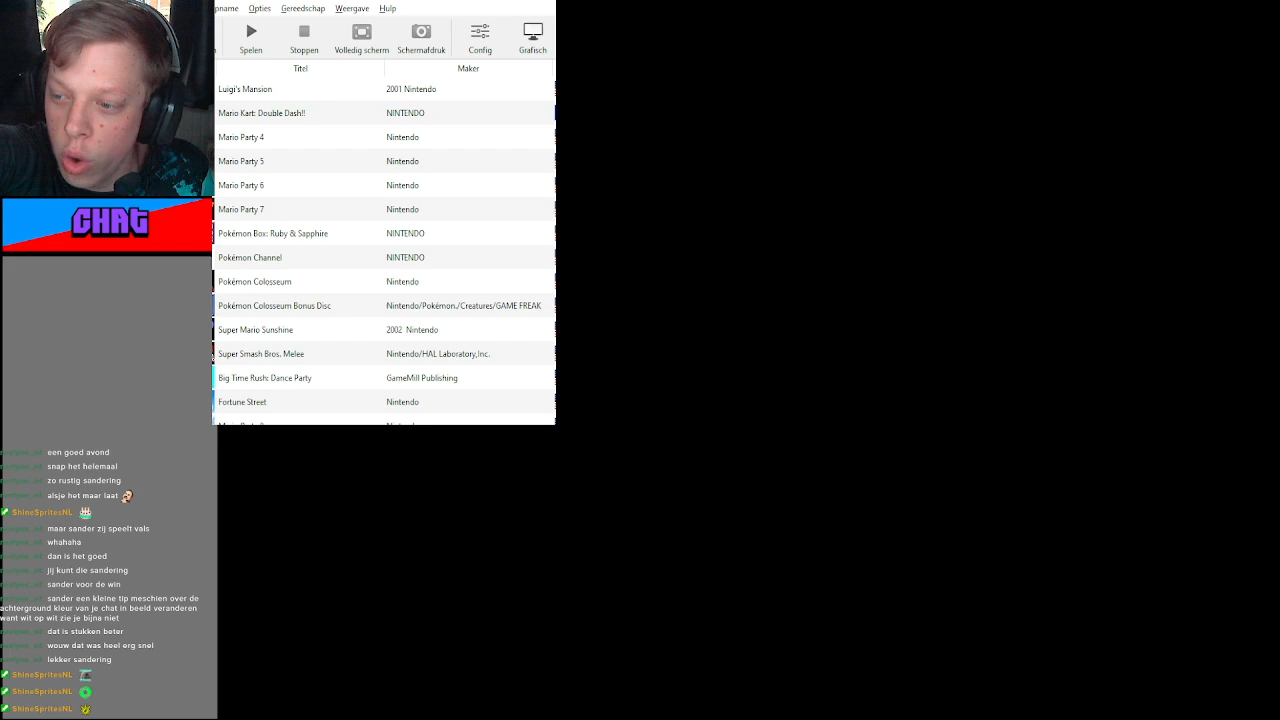 Opties Gereedschap Weergave Hulp
Spelen Stoppen Volledig scherm Schermafdruk Config Grafisch
Titel Maker
Luigi's Mansion 2001 Nintendo
Mario Kart: Double Dash!! NINTENDO
Mario Party 4 Nintendo
Mario Party 5 Nintendo
Mario Party 6 Nintendo
Mario Party 7 Nintendo
Pokémon Box: Ruby & Sapphire NINTENDO
Pokémon Channel NINTENDO
Pokémon Colosseum Nintendo
Pokémon Colosseum Bonus Disc Nintendo/Pokémon./Creatures/GAME FREAK
Super Mario Sunshine 2002 Nintendo
Super Smash Bros. Melee Nintendo/HAL Laboratory,Inc.
Big Time Rush: Dance Party GameMill Publishing
Fortune Street Nintendo
CHAT
een goed avond
snap het helemaal
zo rustig sandering
alsje het maar laat
ShineSpritesNL
maar sander zij speelt vals
whahaha
dan is het goed
jij kunt die sandering
sander voor de win
sander een kleine tip meschien over de
achterground kleur van je chat in beeld veranderen
want wit op wit zie je bijna niet
dat is stukken beter
wouw dat was heel erg snel
lekker sandering
ShineSpritesNL
ShineSpritesNL
ShineSpritesNL